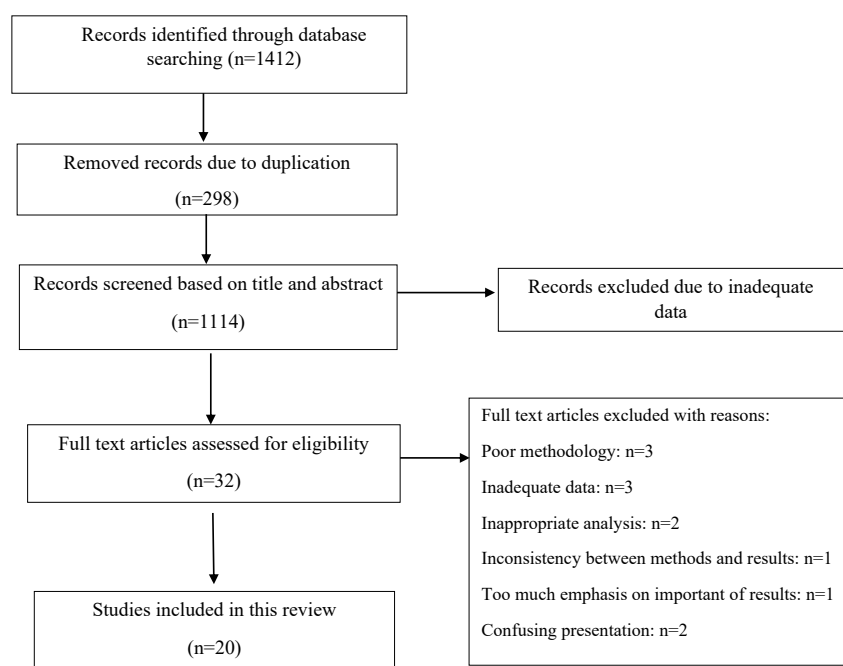 Records identified through database
searching (n=1412)
Removed records due to duplication
(n=298)
Records screened based on title and abstract
(n=1114)
Records excluded due to inadequate
data
Full text articles assessed for eligibility
(n=32)
Full text articles excluded with reasons:
Poor methodology: n=3
Inadequate data: n=3
Inappropriate analysis: n=2
Inconsistency between methods and results: n=1
Too much emphasis on important of results: n=1
Confusing presentation: n=2
Studies included in this review
(n=20)